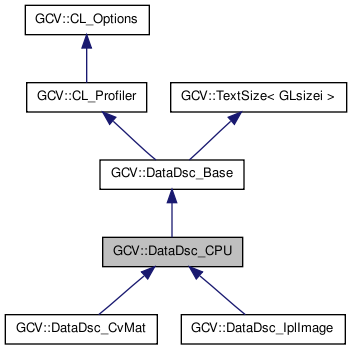 GCV::CL_Options
GCV::CL_Profiler
GCV::TextSize< GLsizei >
GCV::DataDsc_Base
GCV::DataDsc_CPU
GCV::DataDsc_CvMat
GCV::DataDsc_IplImage